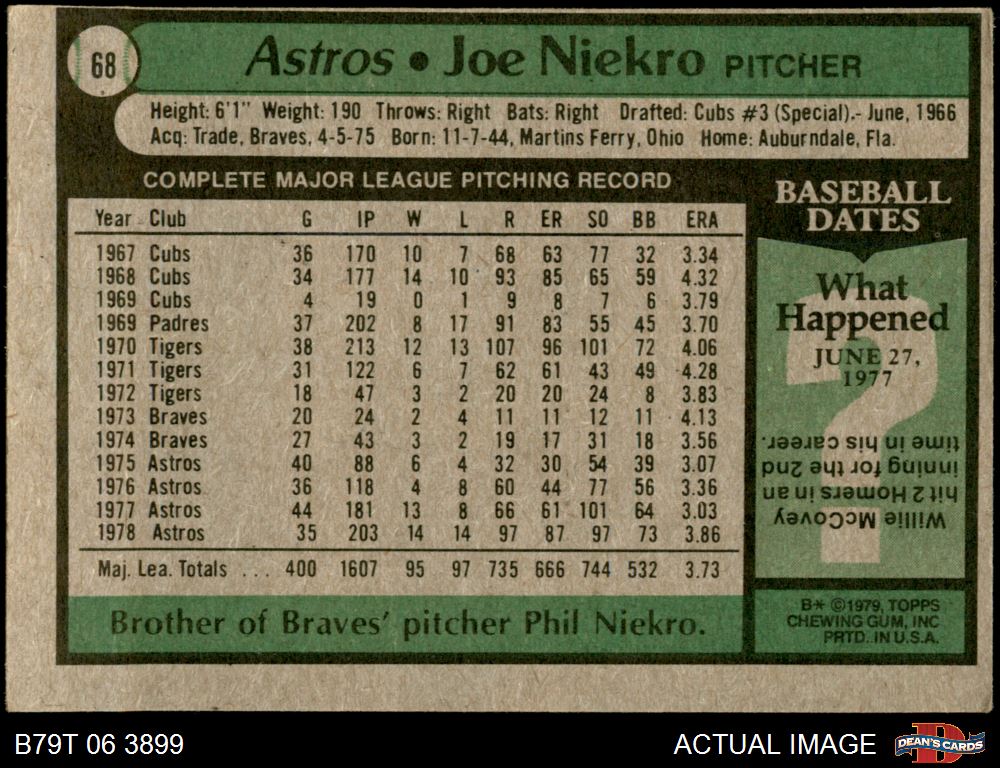 68
Astros • Joe Niekro PITCHER
Height: 6'1" Weight: 190 Throws: Right Bats: Right Drafted: Cubs #3 (Special).- June, 1966
Acq: Trade, Braves, 4-5-75 Born: 11-7-44, Martins Ferry, Ohio Home: Auburndale, Fla.
COMPLETE MAJOR LEAGUE PITCHING RECORD
Year Club G IP W L R ER SO BB ERA
1967 Cubs 36 170 10 7 68 63 77 32 3.34
1968 Cubs 34 177 14 10 93 85 65 59 4.32
1969 Cubs 4 19 0 1 9 8 7 6 3.79
1969 Padres 37 202 8 17 91 83 55 45 3.70
1970 Tigers 38 213 12 13 107 96 101 72 4.06
1971 Tigers 31 122 6 7 62 61 43 49 4.28
1972 Tigers 18 47 3 2 20 20 24 8 3.83
1973 Braves 20 24 2 4 11 11 12 11 4.13
1974 Braves 27 43 3 2 19 17 31 18 3.56
1975 Astros 40 88 6 4 32 30 54 39 3.07
1976 Astros 36 118 4 8 60 44 77 56 3.36
1977 Astros 44 181 13 8 66 61 101 64 3.03
1978 Astros 35 203 14 14 97 87 97 73 3.86
Maj. Lea. Totals ... 400 1607 95 97 735 666 744 532 3.73
Brother of Braves' pitcher Phil Niekro.
BASEBALL
DATES
What
Happened
JUNE 27,
1977
?
Willie McCovey
hit 2 Homers in an
inning for the 2nd
time in his career.
B* ©1979, TOPPS
CHEWING GUM, INC
PRTD. IN U.S.A.
B79T 06 3899
ACTUAL IMAGE
D
DEAN'S CARDS